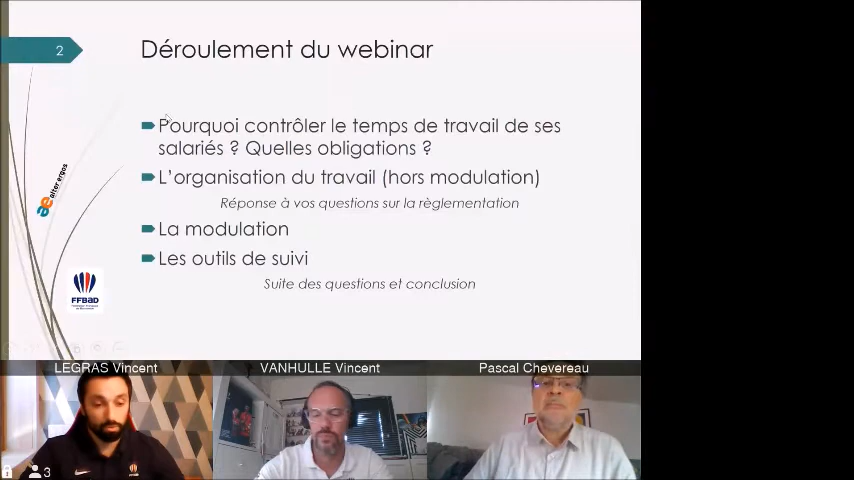 2
Déroulement du webinar
Pourquoi contrôler le temps de travail de ses
salariés ? Quelles obligations ?
L'organisation du travail (hors modulation)
Réponse à vos questions sur la règlementation
La modulation
Les outils de suivi
Suite des questions et conclusion
ae alter ergos
FFBaD
LEGRAS Vincent
VANHULLE Vincent
Pascal Chevereau
3